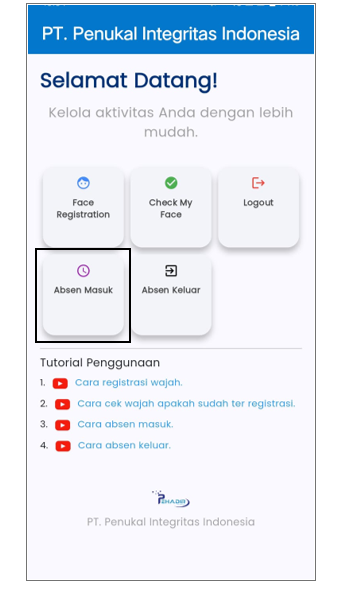 PT. Penukal Integritas Indonesia
Selamat Datang!
Kelola aktivitas Anda dengan lebih
mudah.
Face
Registration
Check My
Face
Logout
Absen Masuk
Absen Keluar
Tutorial Penggunaan
1. Cara registrasi wajah.
2. Cara cek wajah apakah sudah ter registrasi.
3. Cara absen masuk.
4. Cara absen keluar.
PT. Penukal Integritas Indonesia